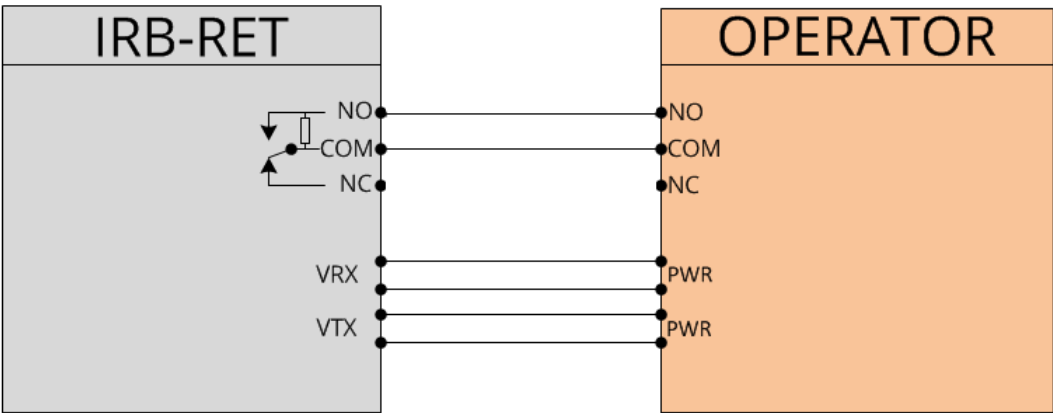 IRB-RET
OPERATOR
NO
NO
COM
COM
NC
NC
VRX
PWR
VTX
PWR